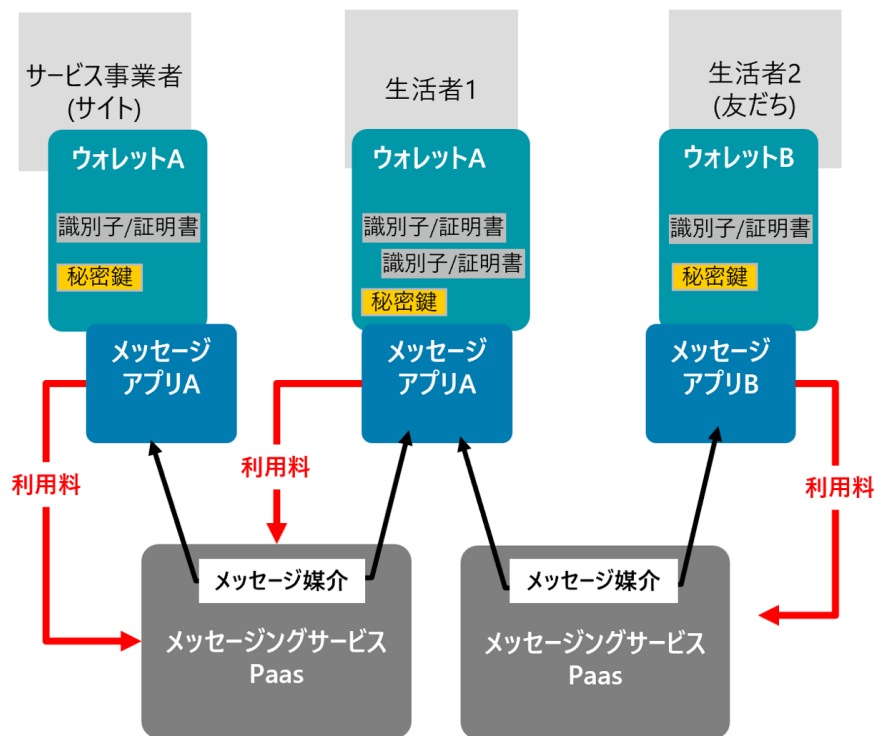 サービス事業者
(サイト)
生活者1
生活者2
(友だち)
ウォレットA
ウォレットA
ウォレットB
識別子/証明書
識別子/証明書
識別子/証明書
識別子/証明書
秘密鍵
秘密鍵
秘密鍵
メッセージ
アプリA
メッセージ
アプリA
メッセージ
アプリB
利用料
利用料
利用料
メッセージ媒介
メッセージ媒介
メッセージングサービス
Paas
メッセージングサービス
Paas